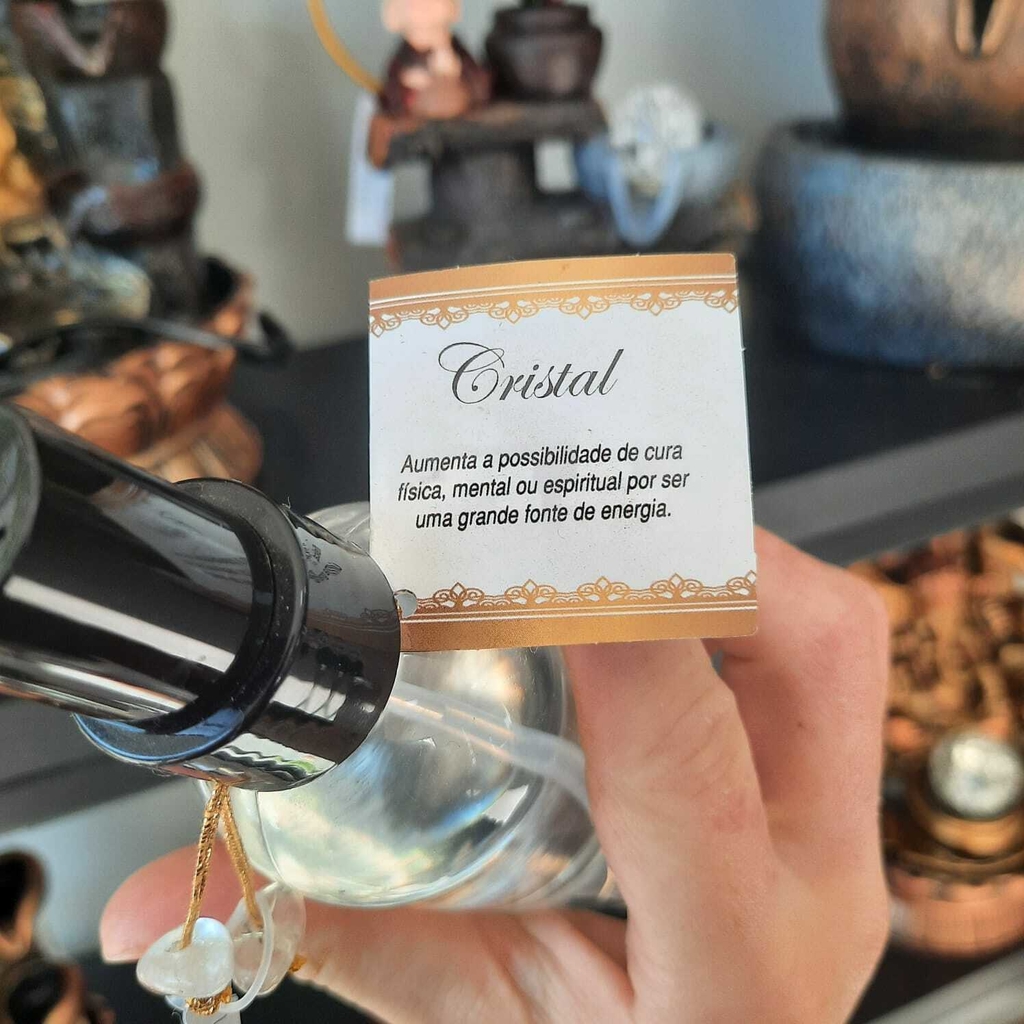 Cristal
Aumenta a possibilidade de cura
física, mental ou espiritual por ser
uma grande fonte de energia.